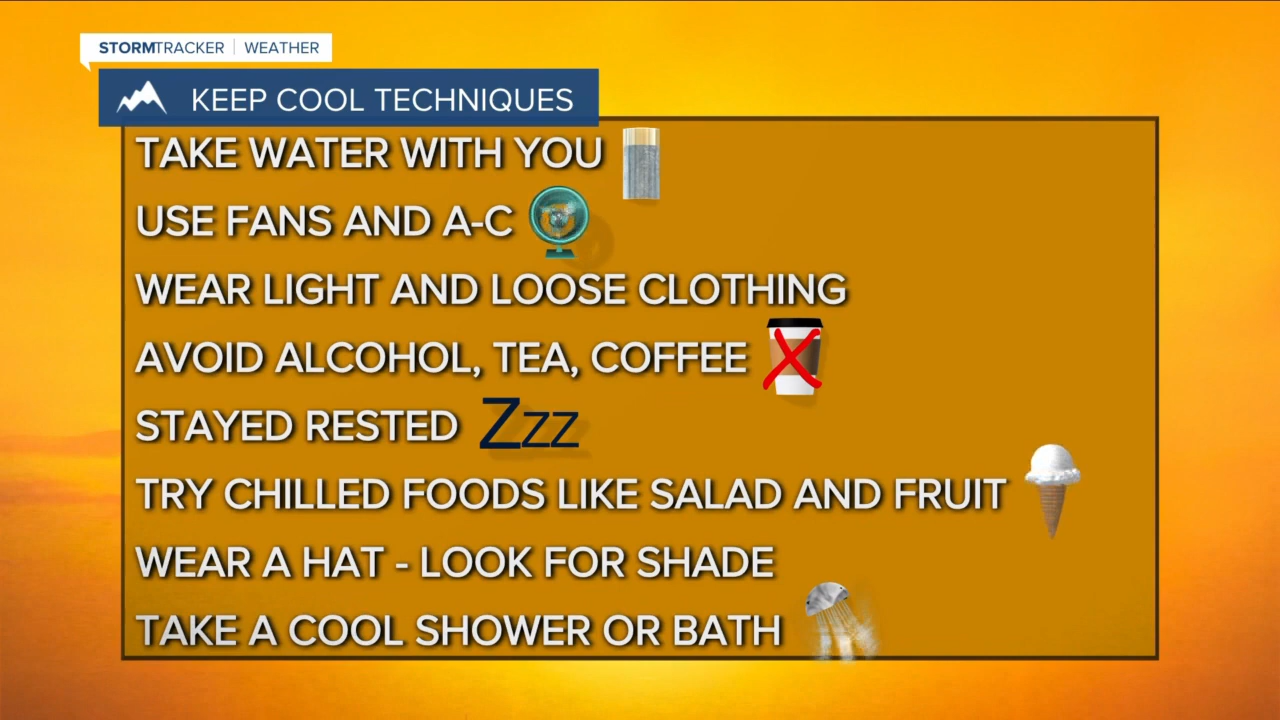 STORMTRACKER | WEATHER
KEEP COOL TECHNIQUES
TAKE WATER WITH YOU
USE FANS AND A-C
WEAR LIGHT AND LOOSE CLOTHING
AVOID ALCOHOL, TEA, COFFEE
STAYED RESTED Zzz
TRY CHILLED FOODS LIKE SALAD AND FRUIT
WEAR A HAT - LOOK FOR SHADE
TAKE A COOL SHOWER OR BATH